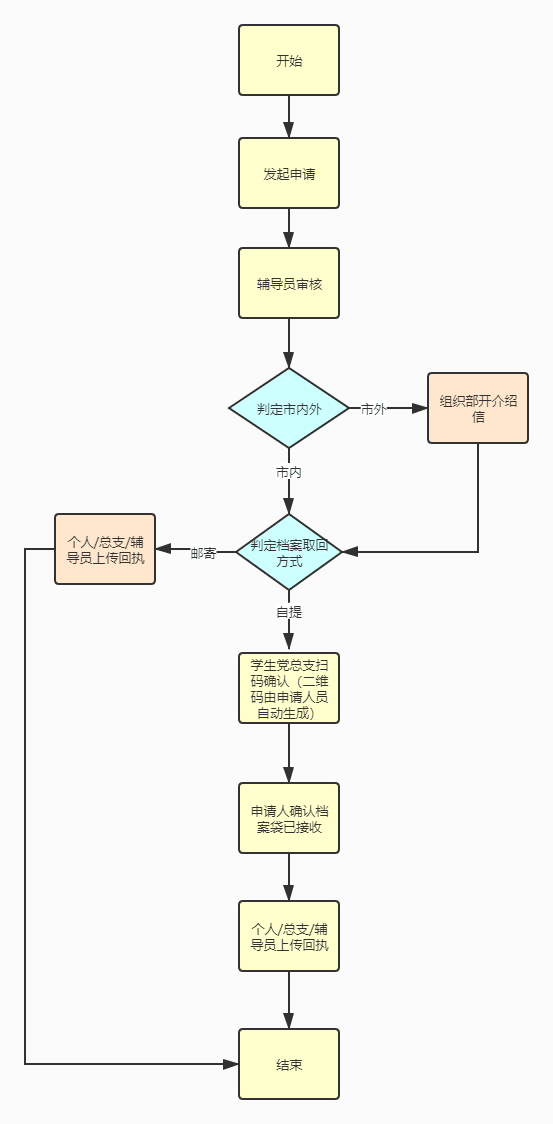 开始
发起申请
辅导员审核
判定市内外
市外
组织部开介绍
信
市内
判定档案取回
方式
邮寄
个人/总支/辅
导员上传回执
自提
学生党总支扫
码确认（二维
码由申请人员
自动生成）
申请人确认档
案袋已接收
个人/总支/辅
导员上传回执
结束